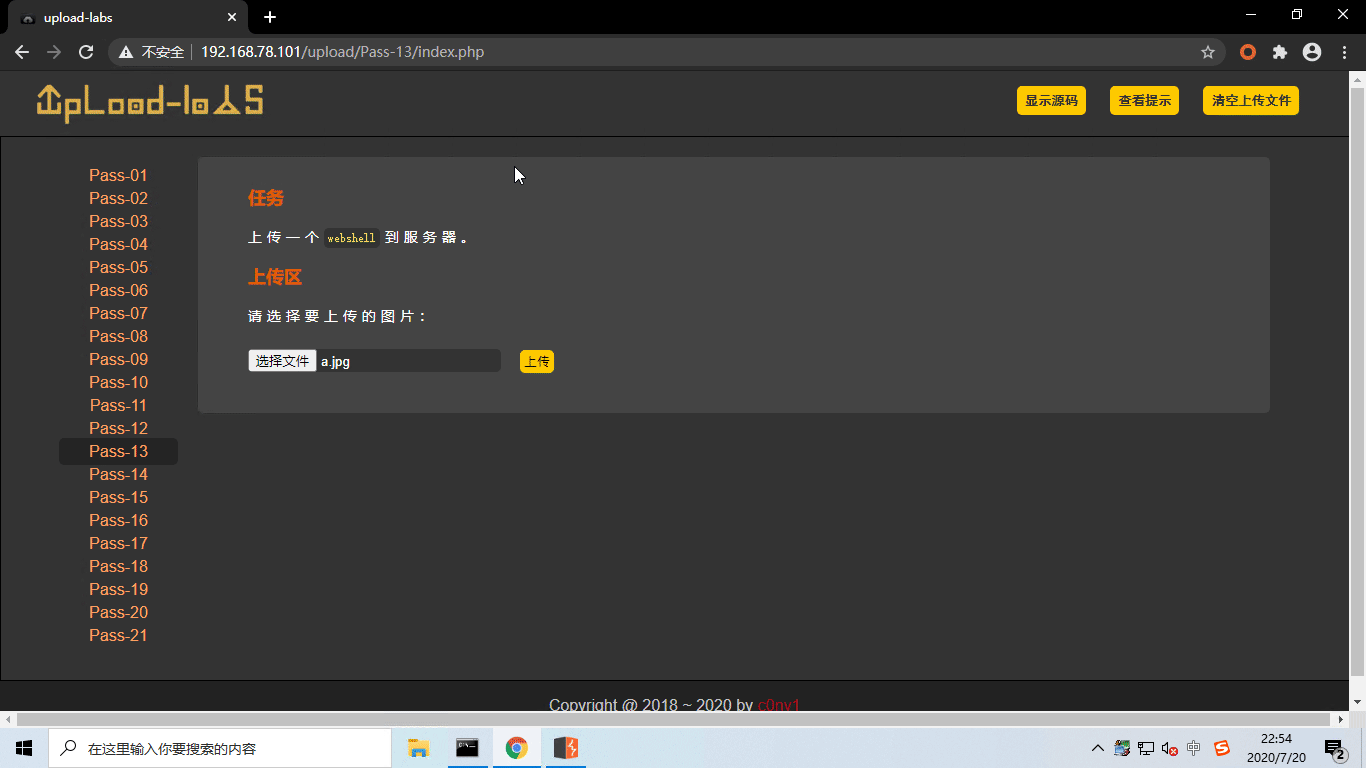 upload-labs
不安全 192.168.78.101/upload/Pass-13/index.php
UpLoad-labS
显示源码 查看提示 清空上传文件
Pass-01
Pass-02
Pass-03
Pass-04
Pass-05
Pass-06
Pass-07
Pass-08
Pass-09
Pass-10
Pass-11
Pass-12
Pass-13
Pass-14
Pass-15
Pass-16
Pass-17
Pass-18
Pass-19
Pass-20
Pass-21
任务
上传一个 webshell 到服务器。
上传区
请选择要上传的图片：
选择文件 a.jpg 上传
Copyright @ 2018 ~ 2020 by c0ny1
在这里输入你要搜索的内容
中
22:54
2020/7/20
2